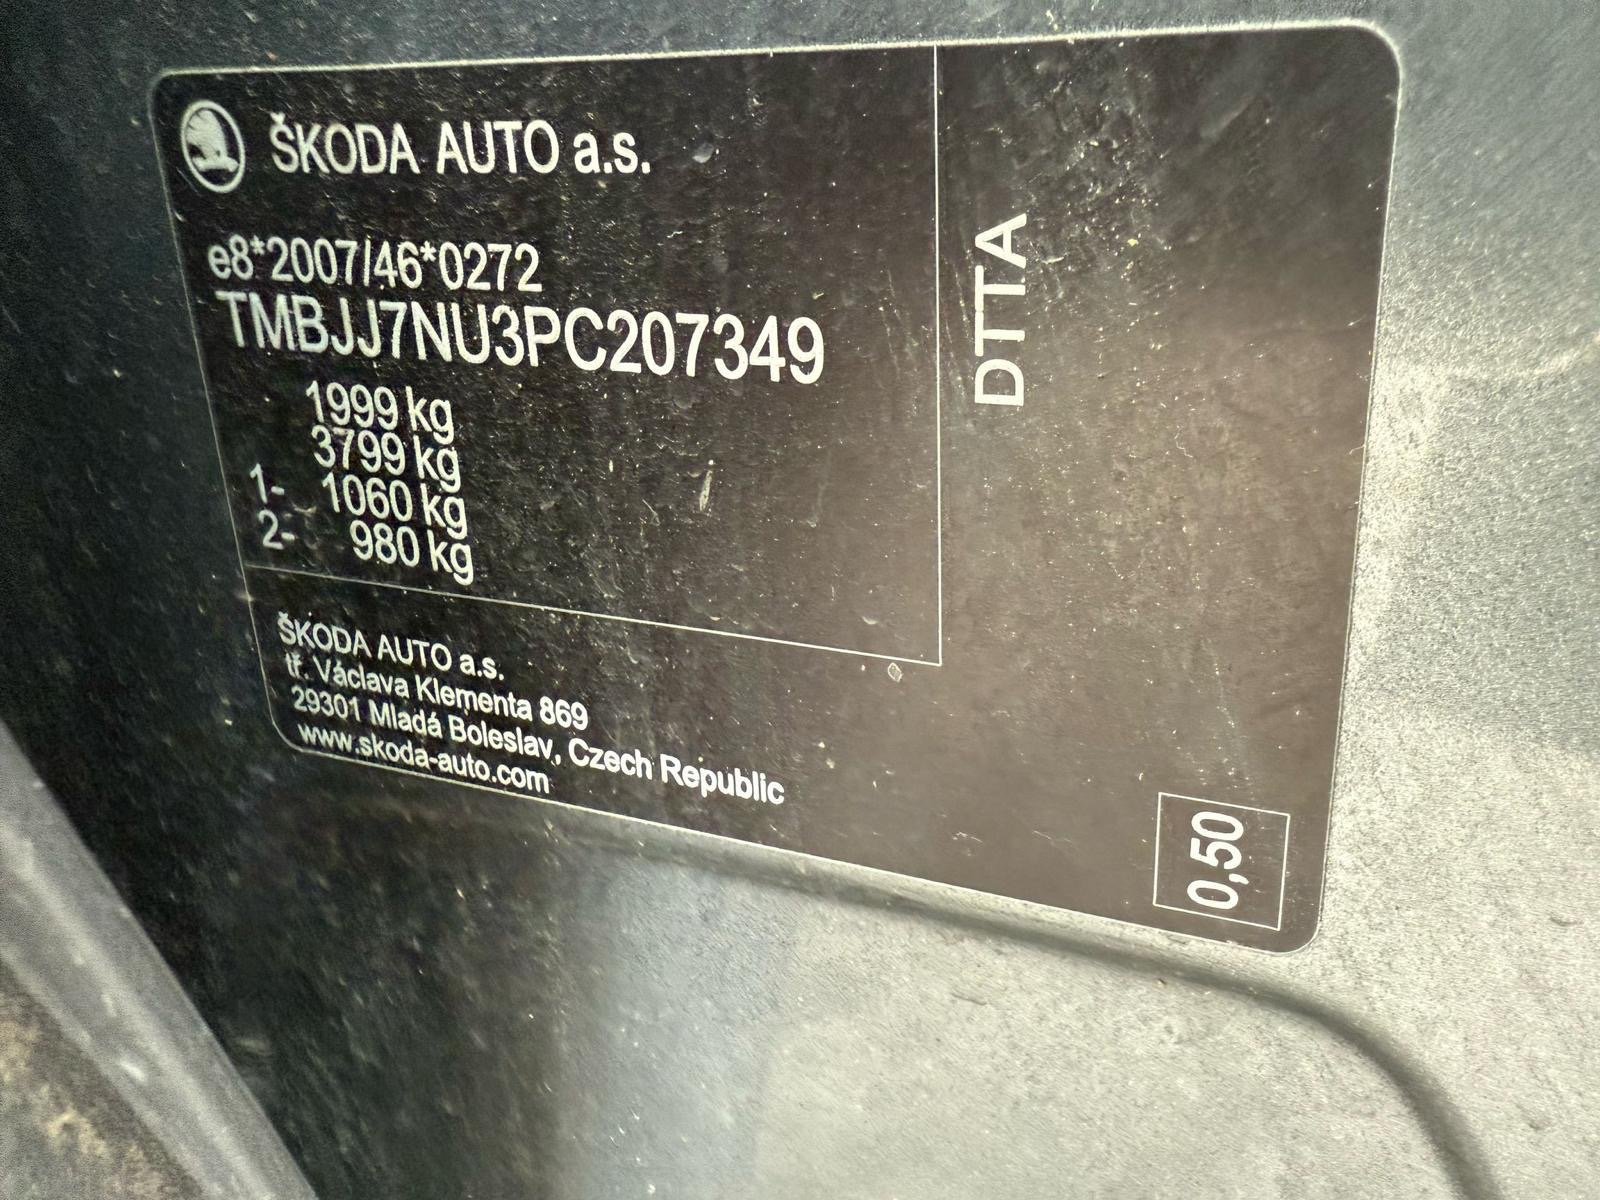 ŠKODA AUTO a.s.
e8*2007/46*0272
TMBJJ7NU3PC207349
1999 kg
3799 kg
1- 1060 kg
2- 980 kg
ŠKODA AUTO a.s.
tř. Václava Klementa 869
29301 Mladá Boleslav, Czech Republic
www.skoda-auto.com
DTTA
0,50